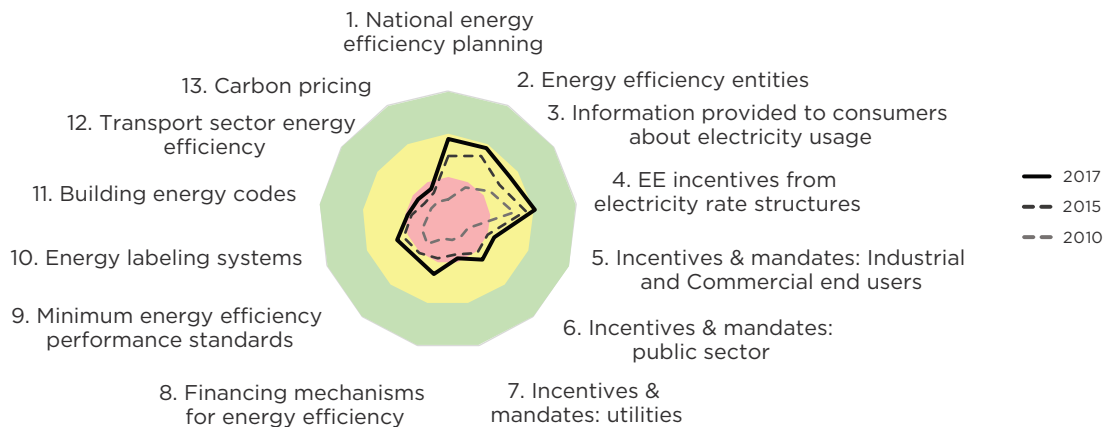 1. National energy
efficiency planning
2. Energy efficiency entities
3. Information provided to consumers
about electricity usage
4. EE incentives from
electricity rate structures
5. Incentives & mandates: Industrial
and Commercial end users
6. Incentives & mandates:
public sector
7. Incentives &
mandates: utilities
8. Financing mechanisms
for energy efficiency
9. Minimum energy efficiency
performance standards
10. Energy labeling systems
11. Building energy codes
12. Transport sector energy
efficiency
13. Carbon pricing
2017
2015
2010